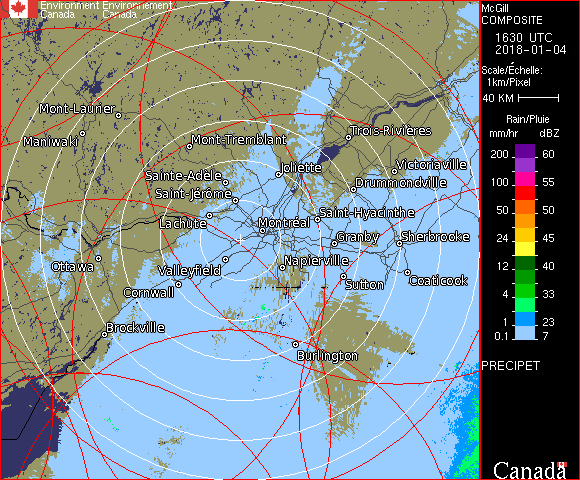 Environment Environnement
Canada Canada
McGill
COMPOSITE
1630 UTC
2018-01-04
Scale/Échelle:
1km/Pixel
40 KM
Rain/Pluie
mm/hr dBZ
200 60
100 55
50 50
24 45
12 40
4 33
1 23
0.1 7
PRECIPET
Canada
Mont-Laurier
Maniwaki
Mont-Tremblant
Trois-Rivières
Sainte-Adèle
Joliette
Victoriaville
Saint-Jérôme
Drummondville
Lachute
Saint-Hyacinthe
Montréal
Granby
Sherbrooke
Ottawa
Valleyfield
Napierville
Cornwall
Sutton
Coaticook
Brockville
Burlington